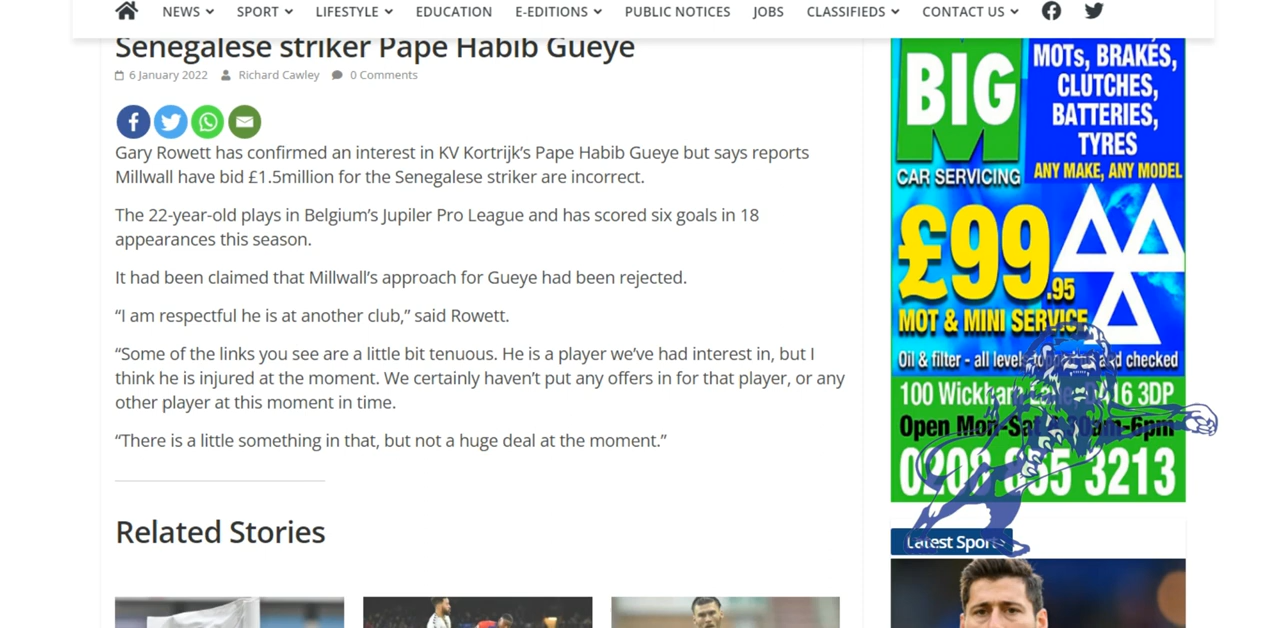 NEWS SPORT LIFESTYLE EDUCATION E-EDITIONS PUBLIC NOTICES JOBS CLASSIFIEDS CONTACT US
Senegalese striker Pape Habib Gueye
6 January 2022 Richard Cawley 0 Comments
Gary Rowett has confirmed an interest in KV Kortrijk’s Pape Habib Gueye but says reports
Millwall have bid £1.5million for the Senegalese striker are incorrect.
The 22-year-old plays in Belgium’s Jupiler Pro League and has scored six goals in 18
appearances this season.
It had been claimed that Millwall’s approach for Gueye had been rejected.
“I am respectful he is at another club,” said Rowett.
“Some of the links you see are a little bit tenuous. He is a player we’ve had interest in, but I
think he is injured at the moment. We certainly haven’t put any offers in for that player, or any
other player at this moment in time.
“There is a little something in that, but not a huge deal at the moment.”
Related Stories
BIG
M
CAR SERVICING
MOTs, BRAKES,
CLUTCHES,
BATTERIES,
TYRES
ANY MAKE, ANY MODEL
£99.95
MOT & MINI SERVICE
Oil & filter - all levels and checked
100 Wickham Lane 16 3DP
Open Mon-Sat am-6pm
0208 3213
Latest Sport